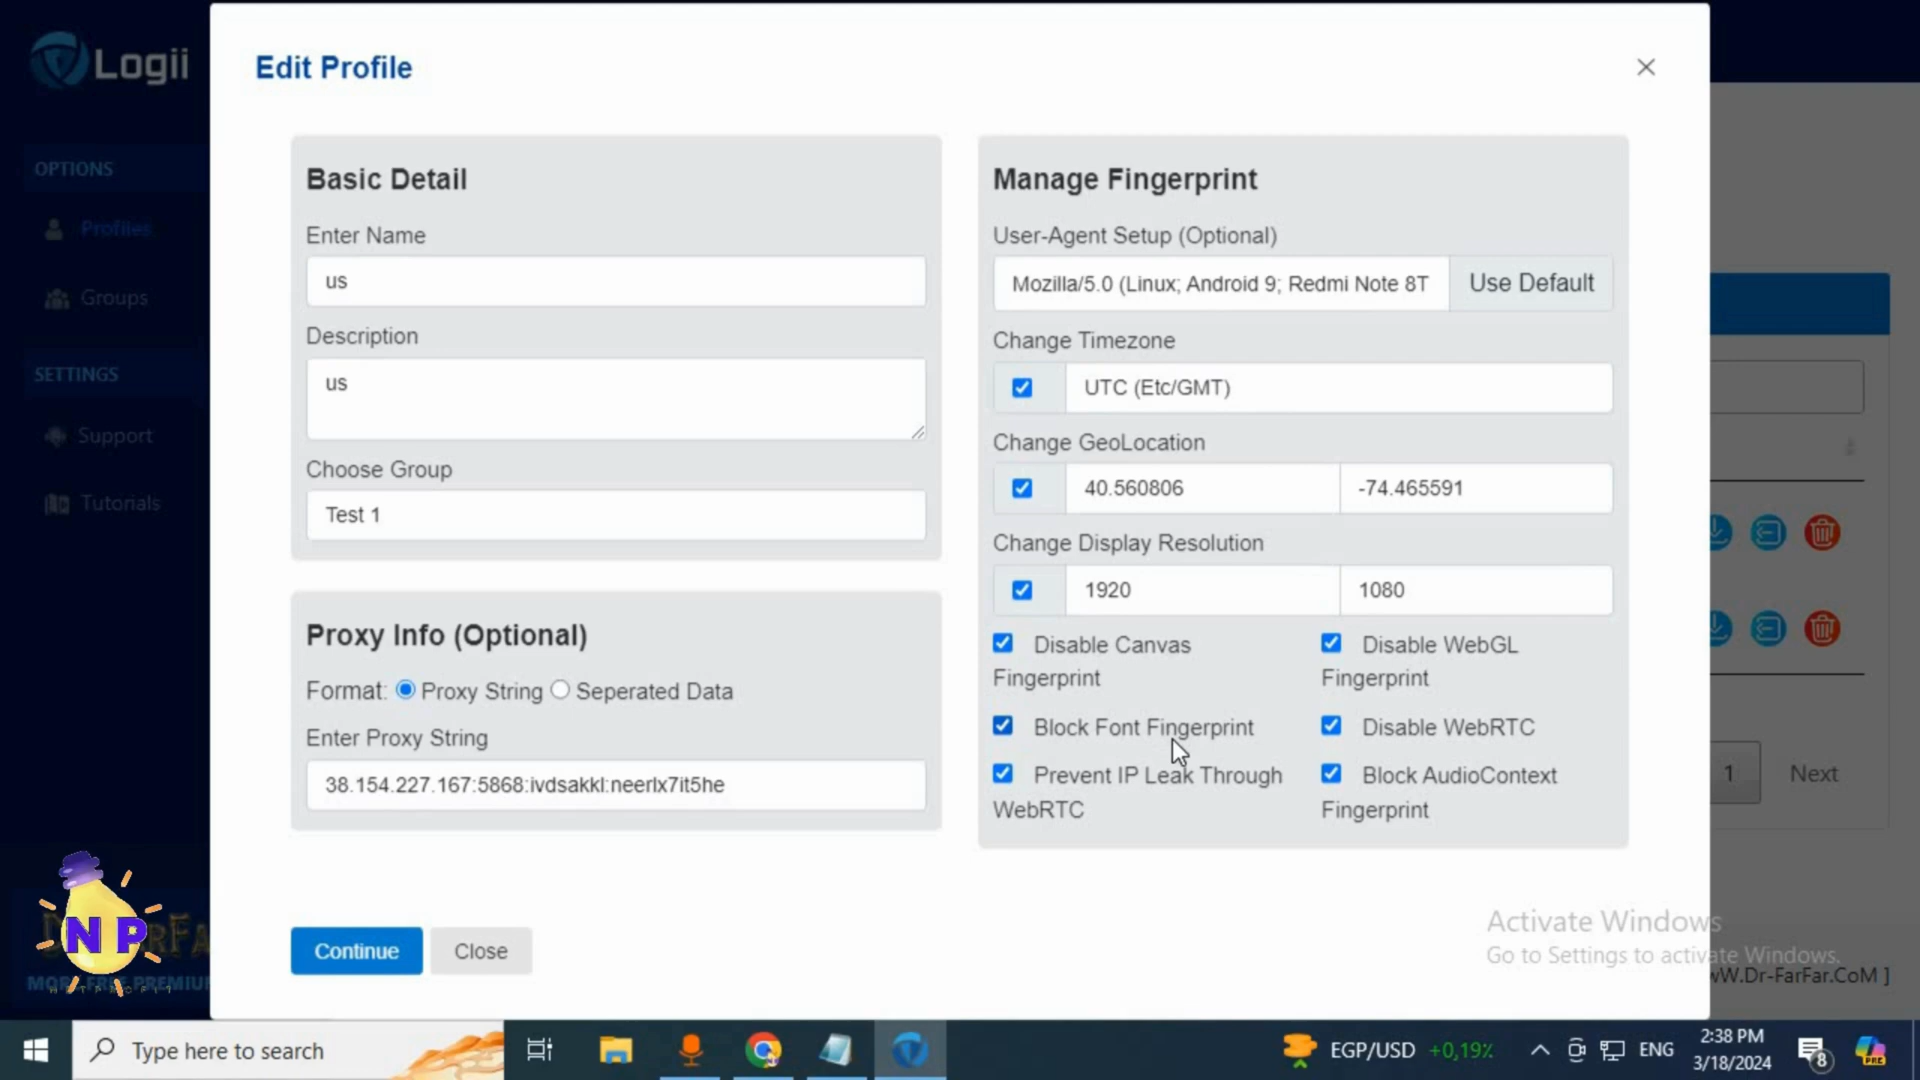 Logii
Edit Profile
OPTIONS
Profiles
Groups
SETTINGS
Support
Tutorials
Basic Detail
Enter Name
us
Description
us
Choose Group
Test 1
Proxy Info (Optional)
Format: Proxy String Seperated Data
Enter Proxy String
38.154.227.167:5868:ivdsakkl:neerlx7it5he
Manage Fingerprint
User-Agent Setup (Optional)
Mozilla/5.0 (Linux; Android 9; Redmi Note 8T
Use Default
Change Timezone
UTC (Etc/GMT)
Change GeoLocation
40.560806 -74.465591
Change Display Resolution
1920 1080
Disable Canvas Fingerprint
Disable WebGL Fingerprint
Block Font Fingerprint
Disable WebRTC
Prevent IP Leak Through WebRTC
Block AudioContext Fingerprint
1 Next
Continue Close
NP
Activate Windows
Go to Settings to activate Windows.
wW.Dr-FarFar.CoM ]
Type here to search
EGP/USD +0,19%
ENG
2:38 PM
3/18/2024
8
PRE